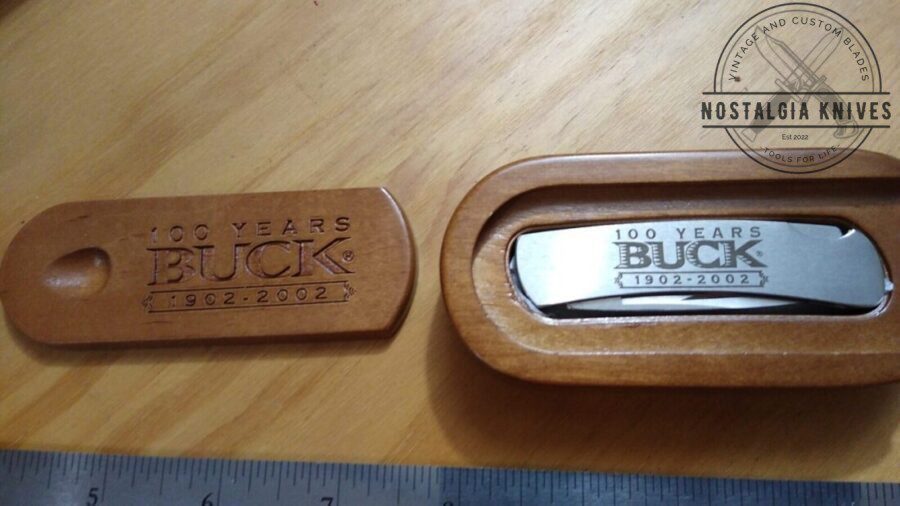 100 YEARS
BUCK®
1902-2002
100 YEARS
BUCK®
1902-2002
VINTAGE AND CUSTOM BLADES
NOSTALGIA KNIVES
Est 2022
TOOLS FOR LIFE
5 6 7 8